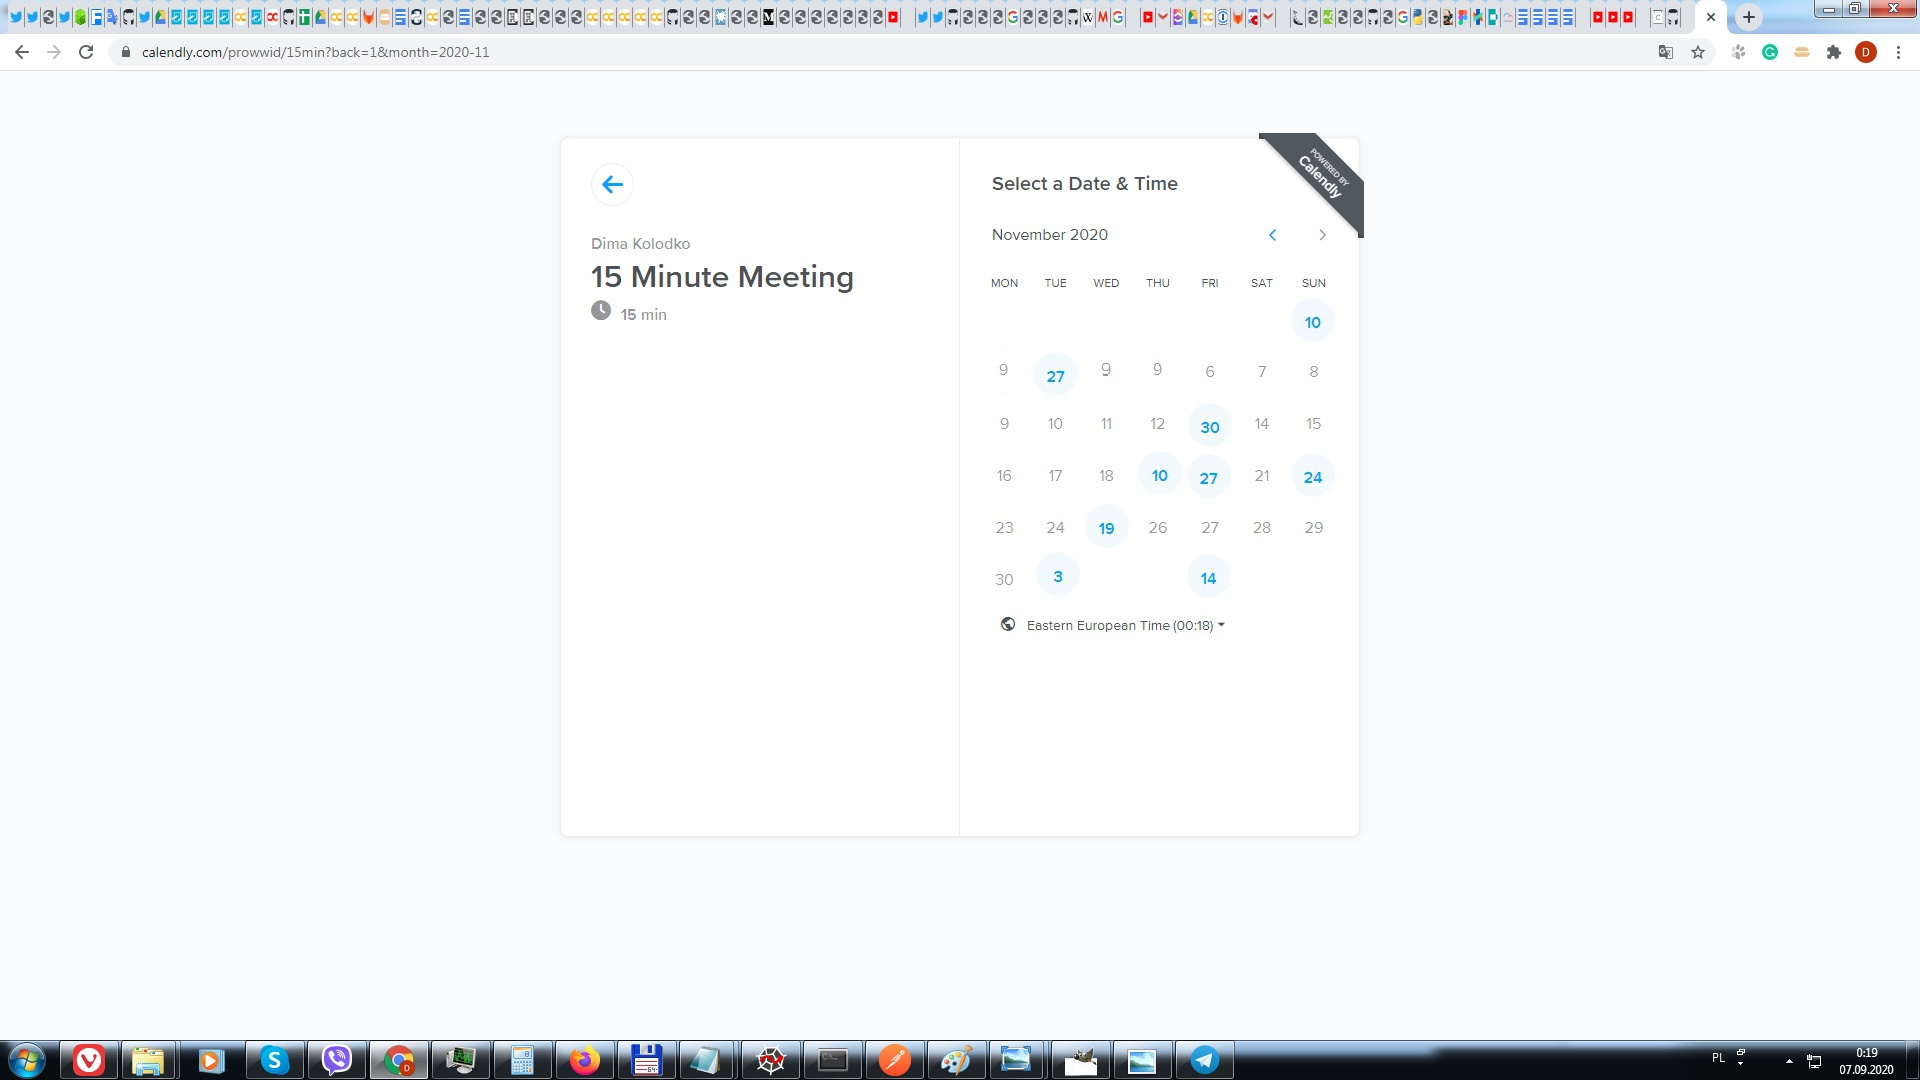 calendly.com/prowwid/15min?back=1&month=2020-11
D
POWERED BY
Calendly
Select a Date & Time
Dima Kolodko
15 Minute Meeting
15 min
November 2020
MON TUE WED THU FRI SAT SUN
10
9 27 9 9 6 7 8
9 10 11 12 30 14 15
16 17 18 10 27 21 24
23 24 19 26 27 28 29
30 3 14
Eastern European Time (00:18)
PL
0:19
07.09.2020